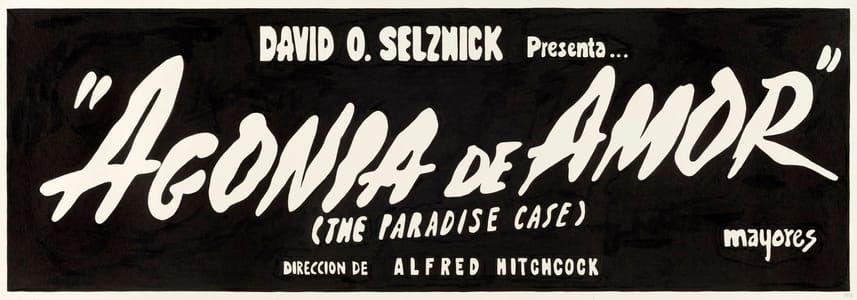 DAVID O. SELZNICK Presenta...
"AGONIA DE AMOR"
(THE PARADISE CASE)
mayores
DIRECCION DE ALFRED HITCHCOCK